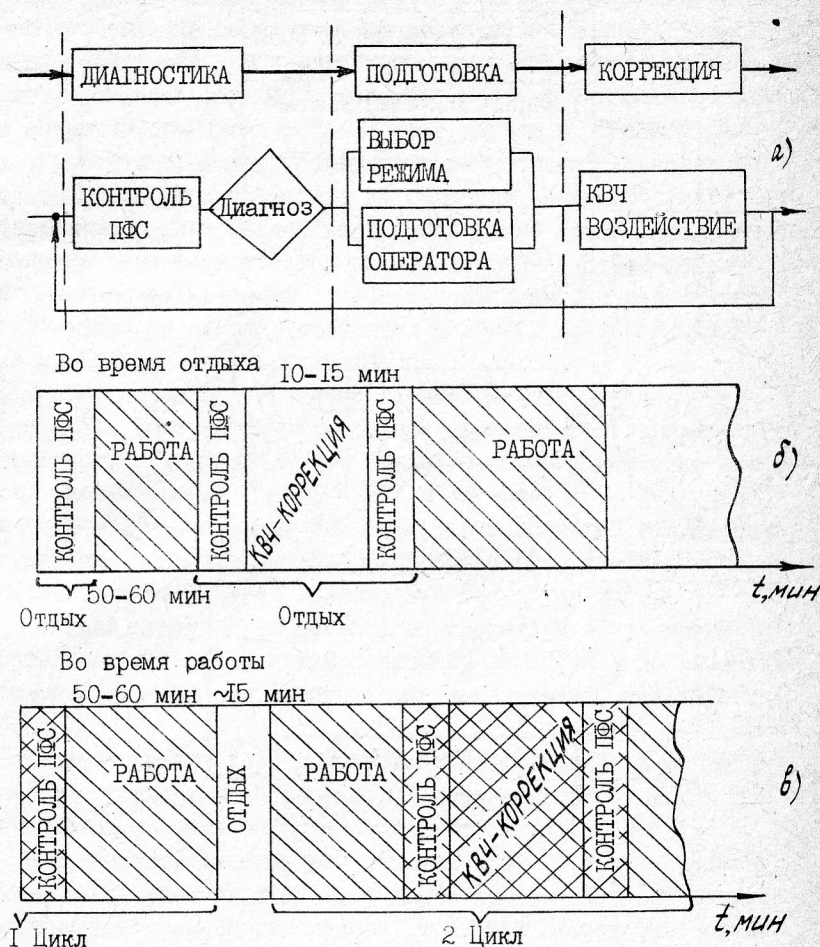 ДИАГНОСТИКА
ПОДГОТОВКА
КОРРЕКЦИЯ
а)
КОНТРОЛЬ
ПФС
Диагноз
ВЫБОР
РЕЖИМА
ПОДГОТОВКА
ОПЕРАТОРА
КВЧ
ВОЗДЕЙСТВИЕ
Во время отдыха
10-15 мин
КОНТРОЛЬ ПФС
РАБОТА
КОНТРОЛЬ ПФС
КВЧ-КОРРЕКЦИЯ
КОНТРОЛЬ ПФС
РАБОТА
б)
50-60 мин
t, мин
Отдых
Отдых
Во время работы
50-60 мин ~15 мин
КОНТРОЛЬ ПФС
РАБОТА
ОТДЫХ
РАБОТА
КОНТРОЛЬ ПФС
КВЧ-КОРРЕКЦИЯ
КОНТРОЛЬ ПФС
в)
t, мин
1 Цикл
2 Цикл